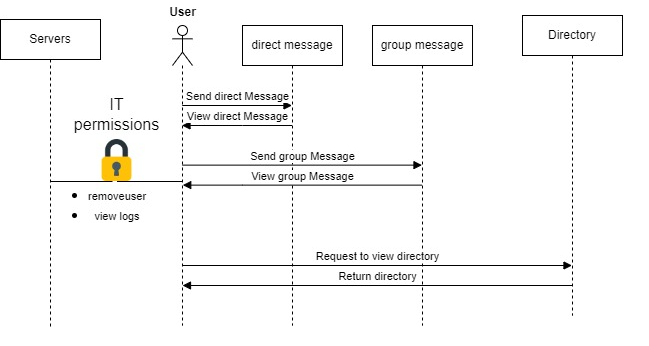 User
Servers
direct message
group message
Directory
Send direct Message
View direct Message
IT
permissions
Send group Message
View group Message
removeuser
view logs
Request to view directory
Return directory